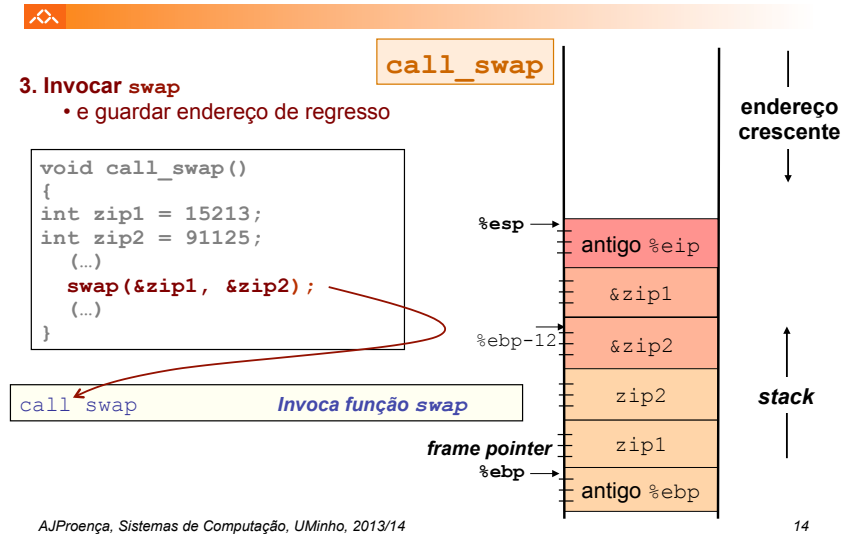 call_swap
3. Invocar swap
• e guardar endereço de regresso
void call_swap()
{
int zip1 = 15213;
int zip2 = 91125;
(…)
swap(&zip1, &zip2);
(…)
}
call swap Invoca função swap
endereço
crescente
%esp
antigo %eip
&zip1
%ebp-12
&zip2
zip2
stack
frame pointer
zip1
%ebp
antigo %ebp
AJProença, Sistemas de Computação, UMinho, 2013/14
14